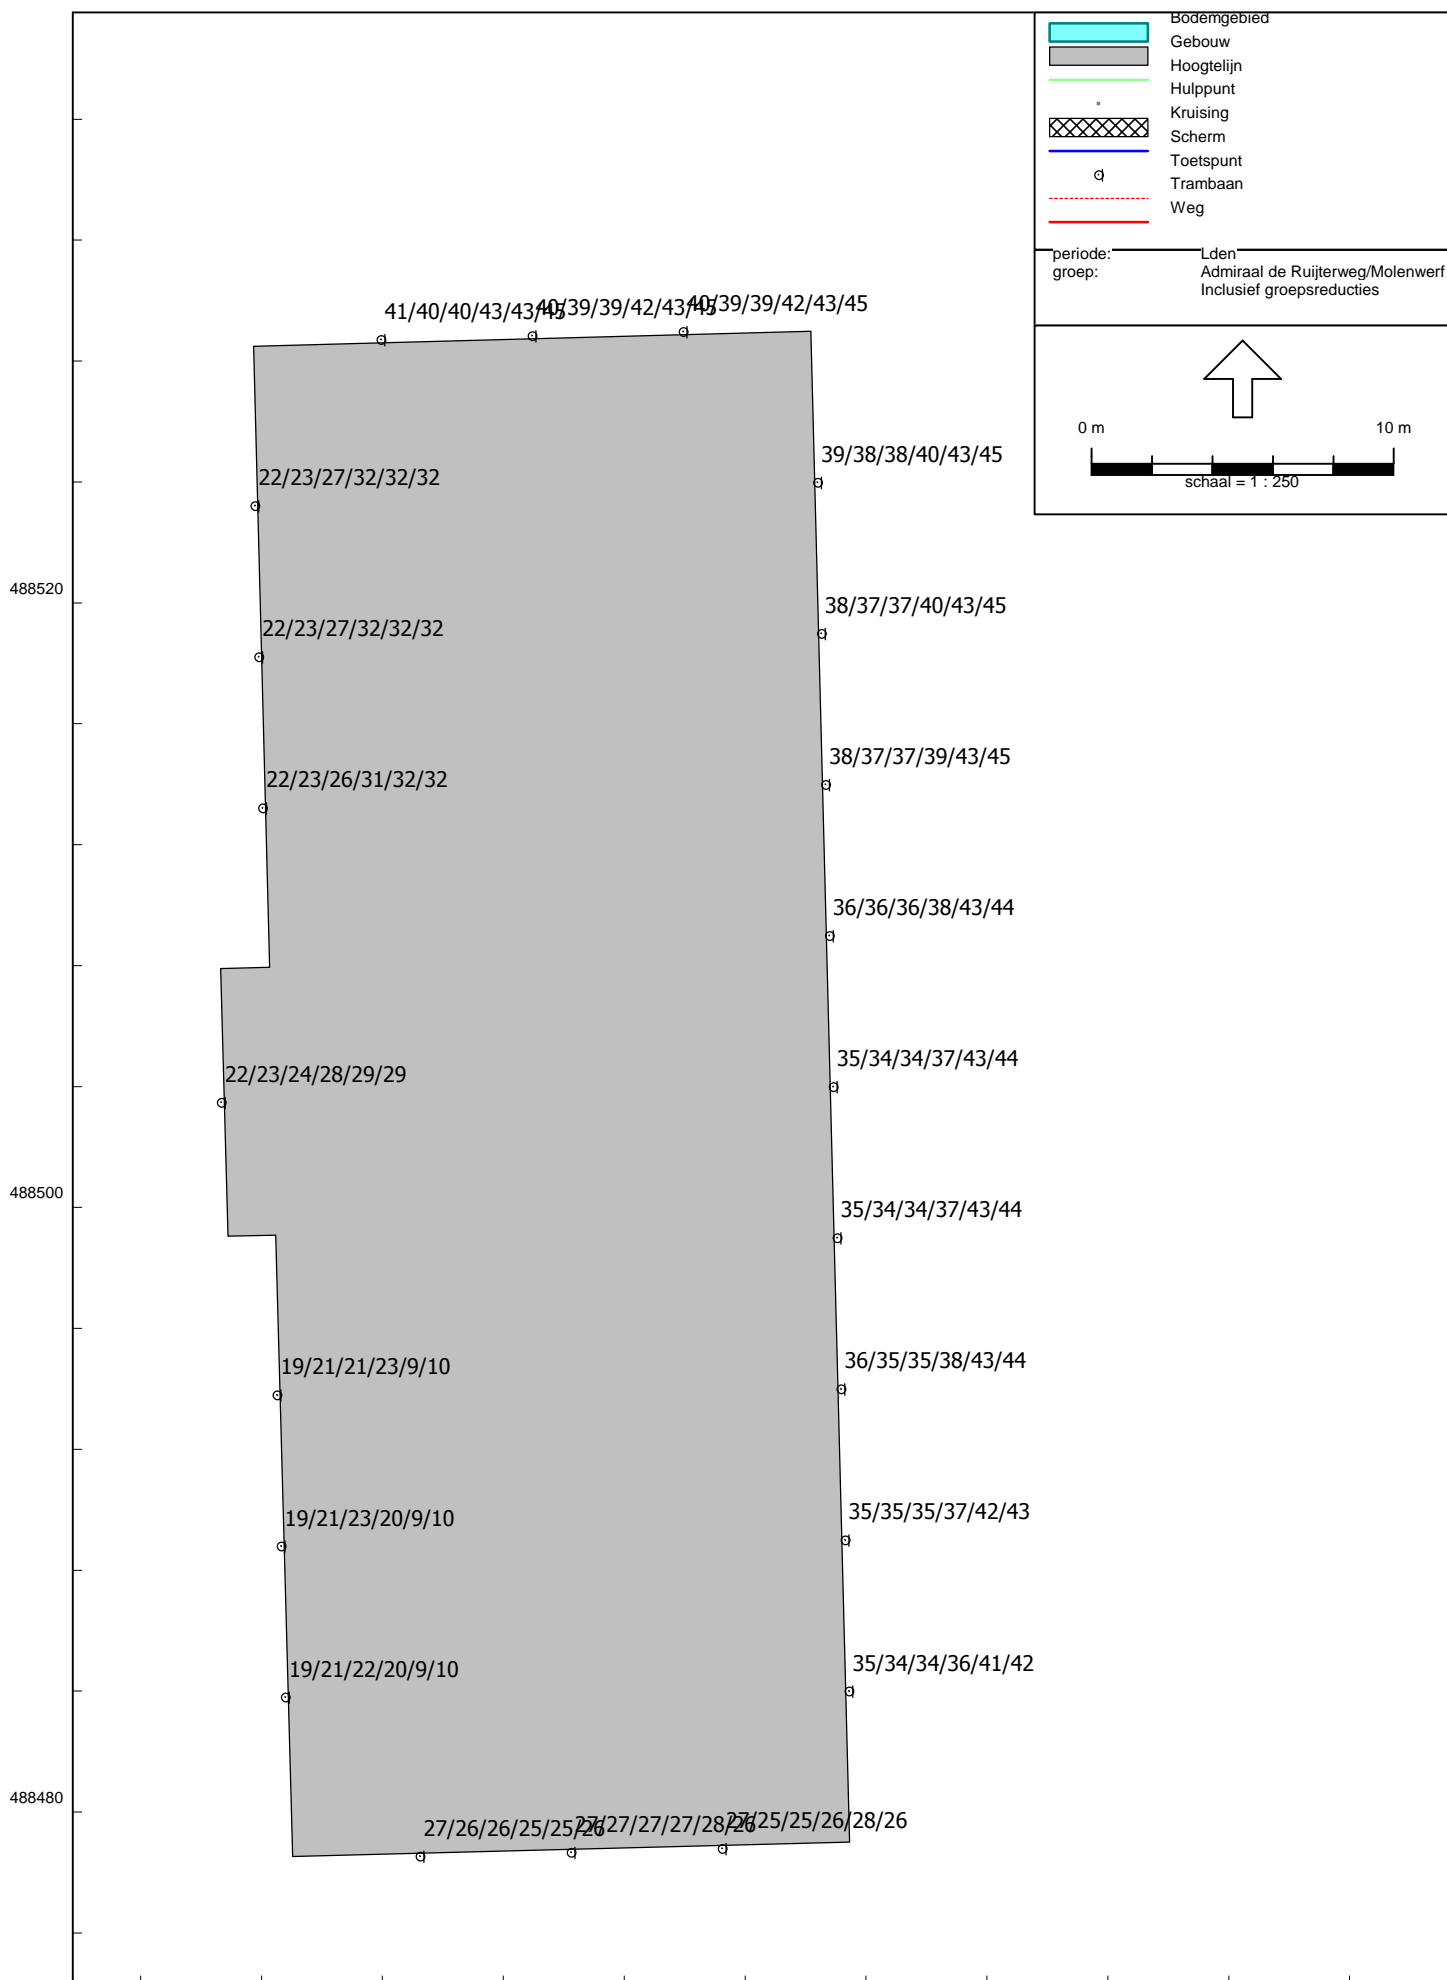 Bodemgebied
Gebouw
Hoogtelijn
Hulppunt
Kruising
Scherm
Toetspunt
Trambaan
Weg
periode: Lden
groep: Admiraal de Ruijterweg/Molenwerf
Inclusief groepsreducties
0 m 10 m
schaal = 1 : 250
41/40/40/43/43/45
40/39/39/42/43/45
40/39/39/42/43/45
39/38/38/40/43/45
22/23/27/32/32/32
488520
38/37/37/40/43/45
22/23/27/32/32/32
38/37/37/39/43/45
22/23/26/31/32/32
36/36/36/38/43/44
35/34/34/37/43/44
22/23/24/28/29/29
488500
35/34/34/37/43/44
36/35/35/38/43/44
19/21/21/23/9/10
35/35/35/37/42/43
19/21/23/20/9/10
35/34/34/36/41/42
19/21/22/20/9/10
488480
27/26/26/25/25/26
27/27/27/27/28/26
27/25/25/26/28/26